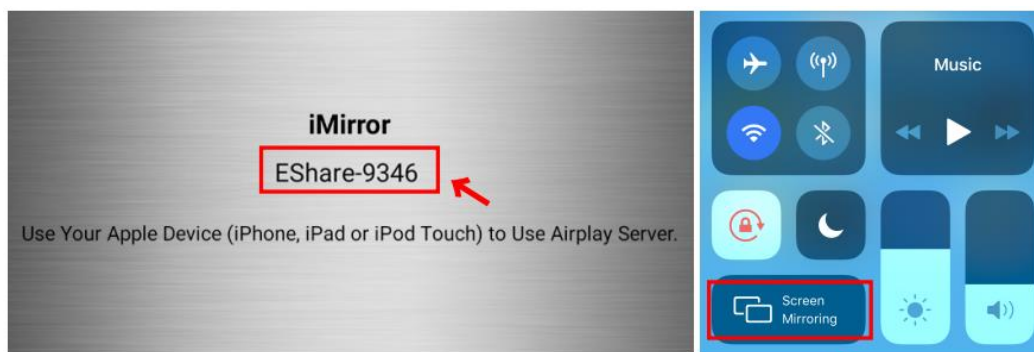 iMirror
EShare-9346
Use Your Apple Device (iPhone, iPad or iPod Touch) to Use Airplay Server.
Music
Screen
Mirroring